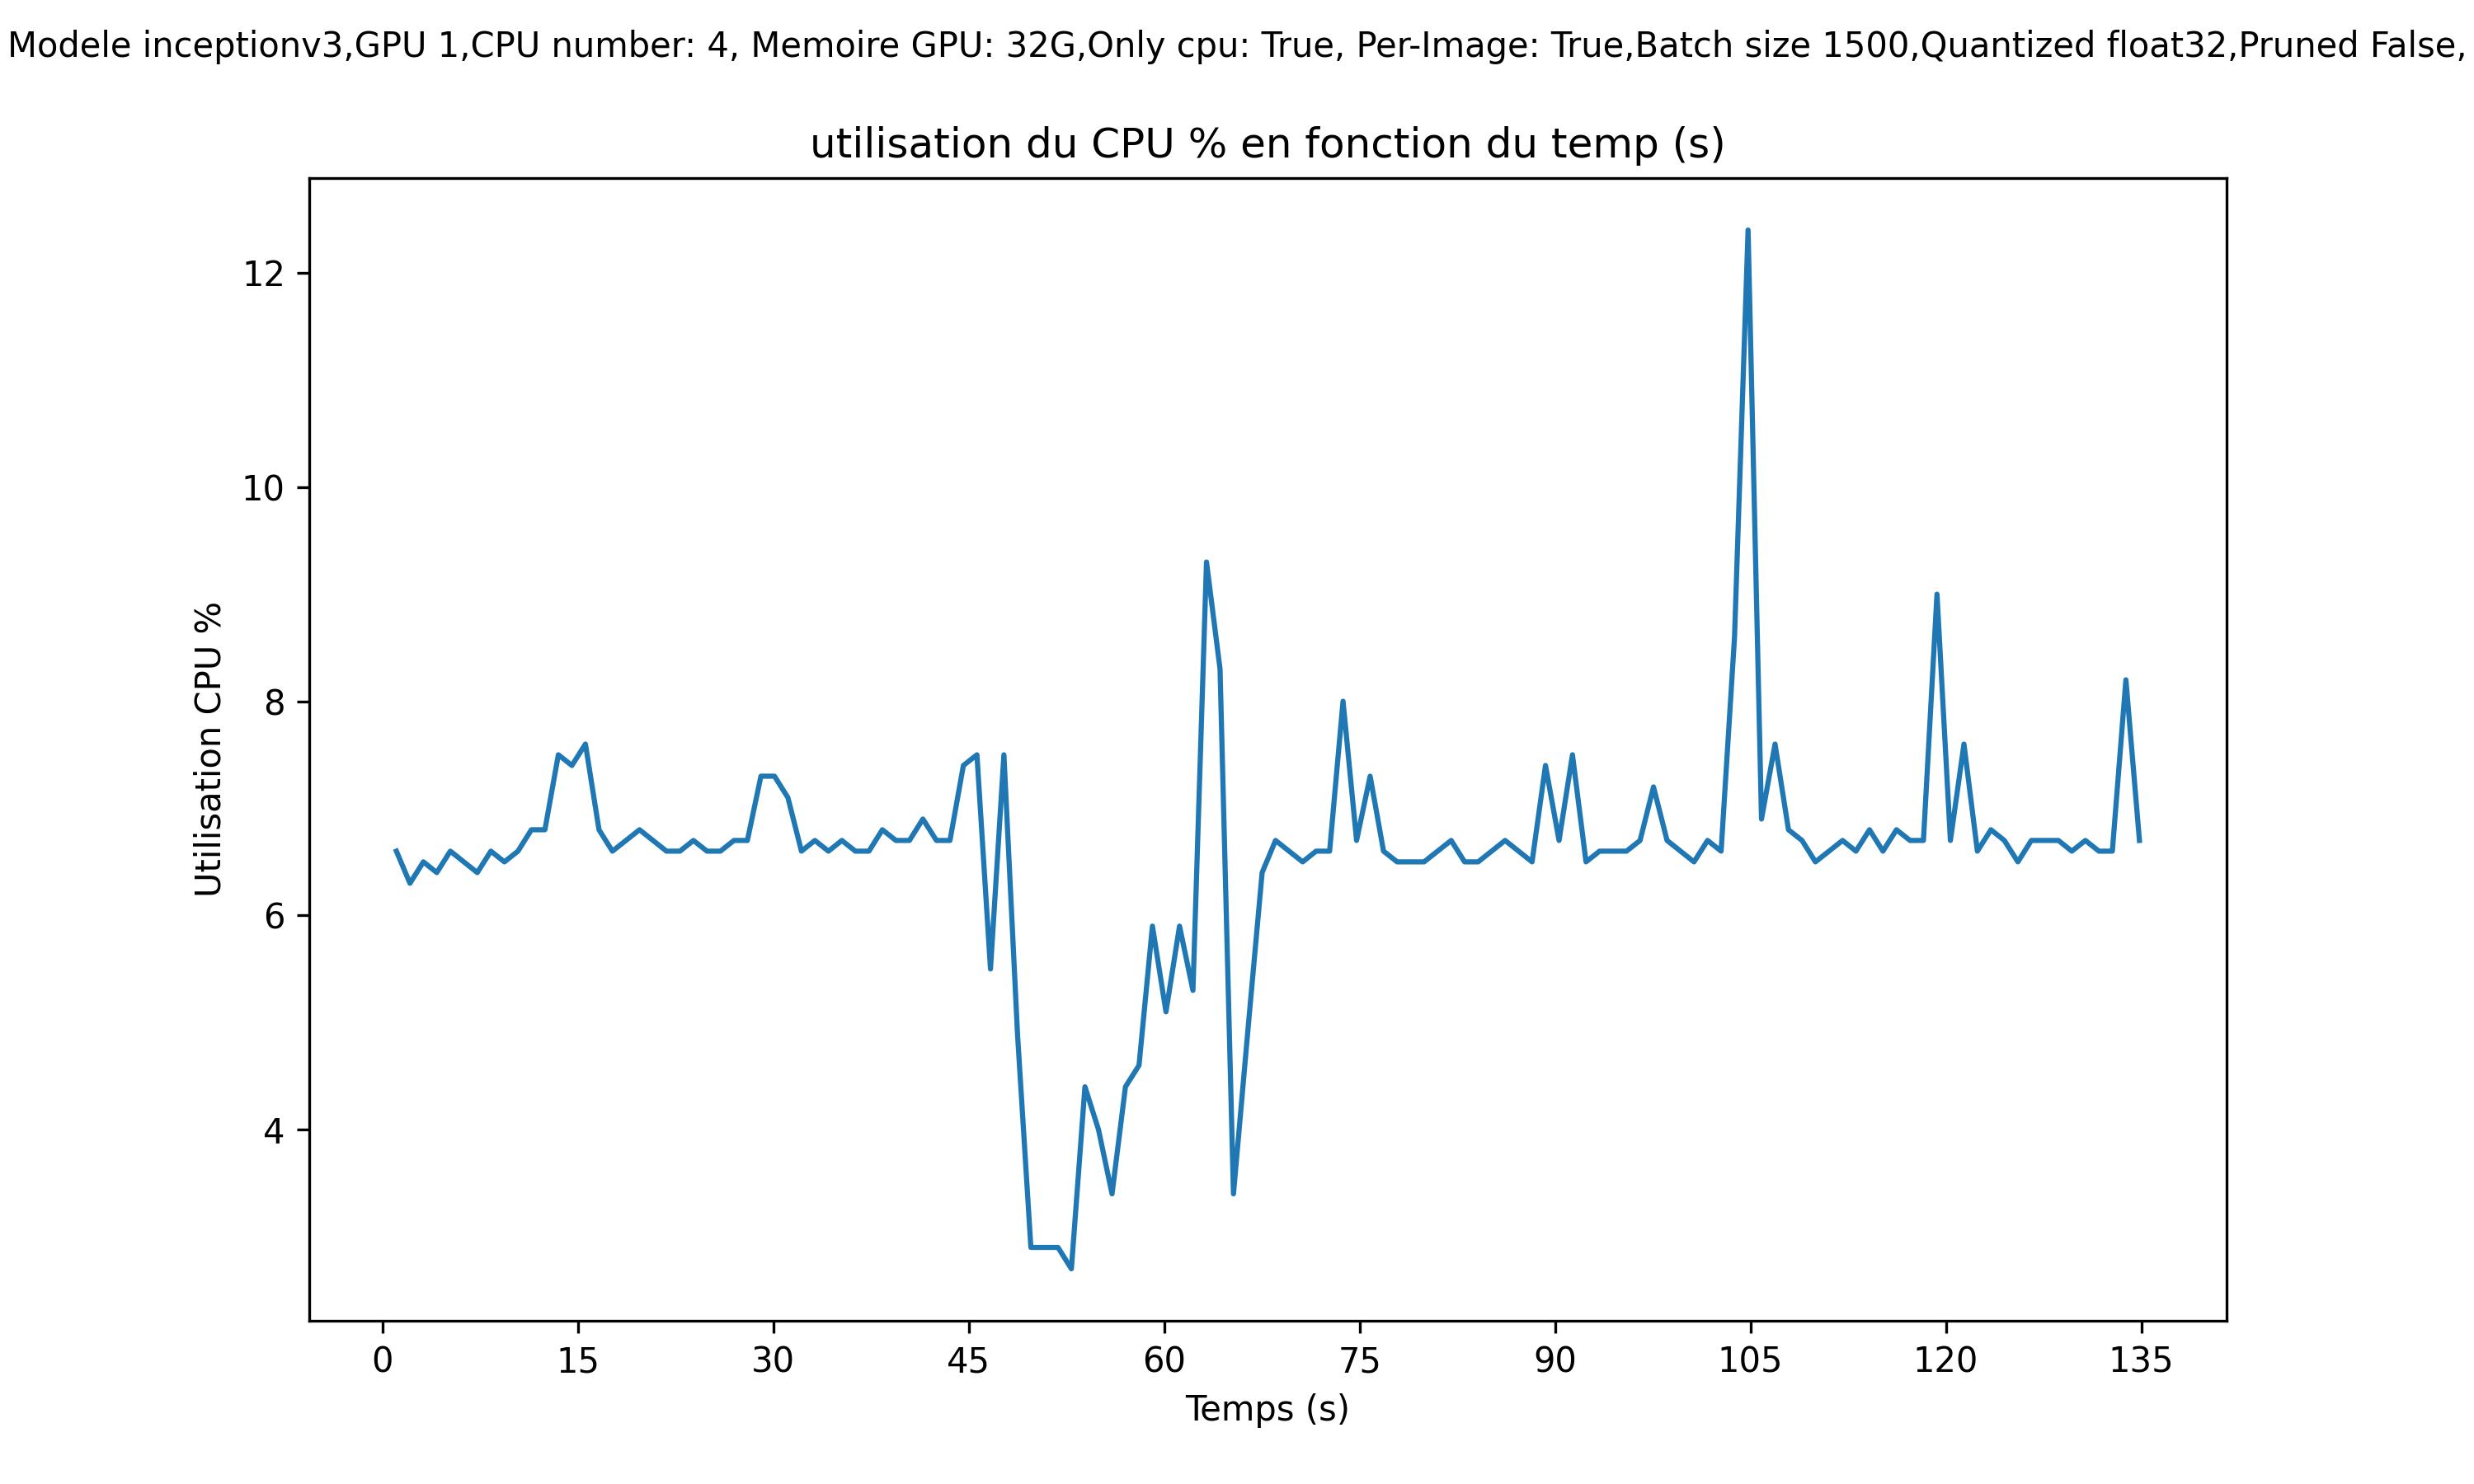 Modele inceptionv3,GPU 1,CPU number: 4, Memoire GPU: 32G,Only cpu: True, Per-Image: True,Batch size 1500,Quantized float32,Pruned False,
utilisation du CPU % en fonction du temp (s)
12
10
8
6
4
Utilisation CPU %
0 15 30 45 60 75 90 105 120 135
Temps (s)